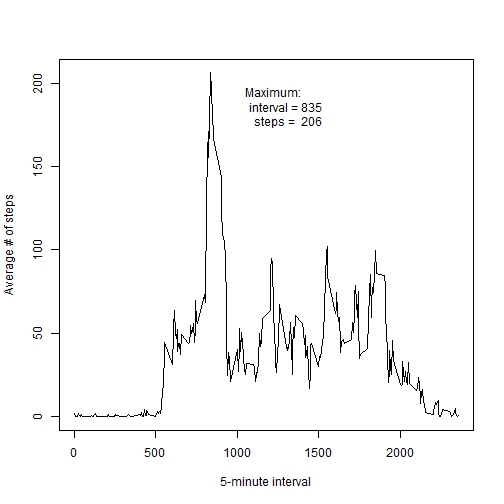 Maximum:
interval = 835
steps = 206
Average # of steps
200
150
100
50
0
0 500 1000 1500 2000
5-minute interval